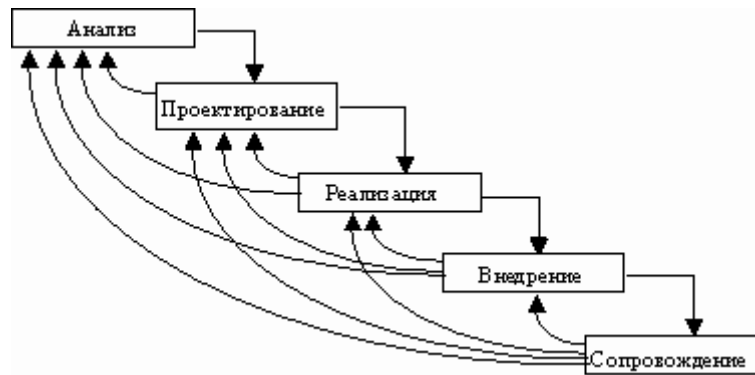 Анализ
Проектирование
Реализация
Внедрение
Сопровождение